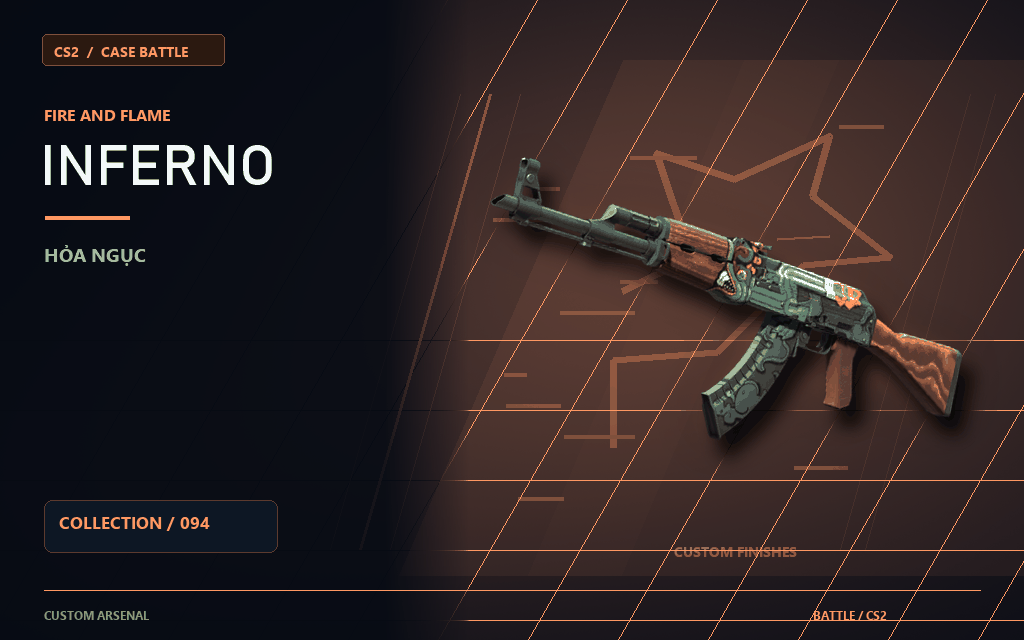 CS2 / CASE BATTLE
FIRE AND FLAME
INFERNO
HỎA NGỤC
COLLECTION / 094
CUSTOM FINISHES
CUSTOM ARSENAL
BATTLE / CS2